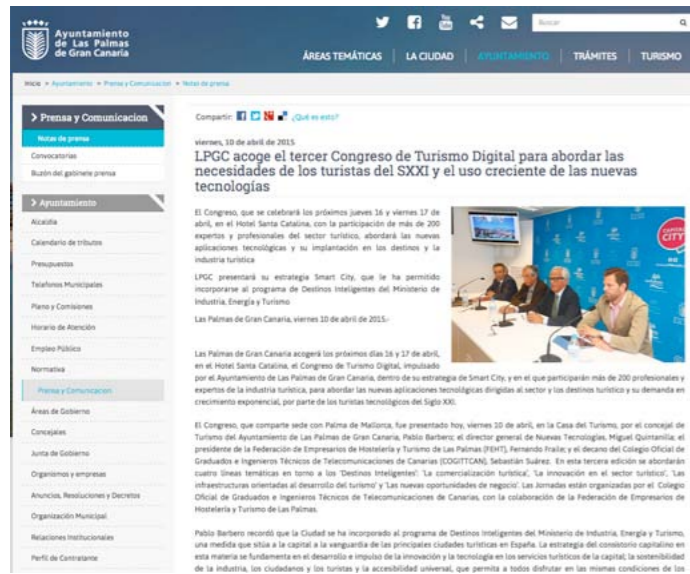 Ayuntamiento
de Las Palmas
de Gran Canaria
Buscar
ÁREAS TEMÁTICAS
LA CIUDAD
AYUNTAMIENTO
TRÁMITES
TURISMO
Inicio » Ayuntamiento » Prensa y Comunicacion » Notas de prensa
Prensa y Comunicacion
Notas de prensa
Convocatorias
Buzón del gabinete prensa
Ayuntamiento
Alcaldía
Calendario de tributos
Presupuestos
Telefonos Municipales
Pleno y Comisiones
Horario de Atención
Empleo Público
Normativa
Prensa y Comunicacion
Áreas de Gobierno
Concejales
Junta de Gobierno
Organismos y empresas
Anuncios, Resoluciones y Decretos
Organización Municipal
Relaciones Institucionales
Perfil de Contratante
Compartir: ¿Qué es esto?
viernes, 10 de abril de 2015
LPGC acoge el tercer Congreso de Turismo Digital para abordar las
necesidades de los turistas del SXXI y el uso creciente de las nuevas
tecnologías
El Congreso, que se celebrará los próximos jueves 16 y viernes 17 de
abril, en el Hotel Santa Catalina, con la participación de más de 200
expertos y profesionales del sector turístico, abordará las nuevas
aplicaciones tecnológicas y su implantación en los destinos y la
industria turística
LPGC presentará su estrategia Smart City, que le ha permitido
incorporarse al programa de Destinos Inteligentes del Ministerio de
Industria, Energía y Turismo
Las Palmas de Gran Canaria, viernes 10 de abril de 2015.-
CITY
Las Palmas de Gran Canaria acogerá los próximos días 16 y 17 de abril,
en el Hotel Santa Catalina, el Congreso de Turismo Digital, impulsado
por el Ayuntamiento de Las Palmas de Gran Canaria, dentro de su estrategia de Smart City, y en el que participarán más de 200 profesionales y
expertos de la industria turística, para abordar las nuevas aplicaciones tecnológicas dirigidas al sector y los destinos turístico y su demanda en
crecimiento exponencial, por parte de los turistas tecnológicos del Siglo XXI.
El Congreso, que comparte sede con Palma de Mallorca, fue presentado hoy, viernes 10 de abril, en la Casa del Turismo, por el concejal de
Turismo del Ayuntamiento de Las Palmas de Gran Canaria, Pablo Barbero; el director general de Nuevas Tecnologías, Miguel Quintanilla; el
presidente de la Federación de Empresarios de Hostelería y Turismo de Las Palmas (FEHT), Fernando Fraile; y el decano del Colegio Oficial de
Graduados e Ingenieros Técnicos de Telecomunicaciones de Canarias (COGITTCAN), Sebastián Suárez. En esta tercera edición se abordarán
cuatro líneas temáticas en torno a los 'Destinos Inteligentes': 'La comercialización turística', 'La innovación en el sector turístico', 'Las
infraestructuras orientadas al desarrollo del turismo' y 'Las nuevas oportunidades de negocio'. Las Jornadas están organizadas por el Colegio
Oficial de Graduados e Ingenieros Técnicos de Telecomunicaciones de Canarias, con la colaboración de la Federación de Empresarios de
Hostelería y Turismo de Las Palmas.
Pablo Barbero recordó que la Ciudad se ha incorporado al programa de Destinos Inteligentes del Ministerio de Industria, Energía y Turismo,
una medida que sitúa a la capital a la vanguardia de las principales ciudades turísticas en España. La estrategia del consistorio capitalino en
esta materia se fundamenta en el desarrollo e impulso de la innovación y la tecnología en los servicios turísticos de la capital; la sostenibilidad
de la industria, los ciudadanos y los turistas y la accesibilidad universal, que permita a todos disfrutar en las mismas condiciones de los